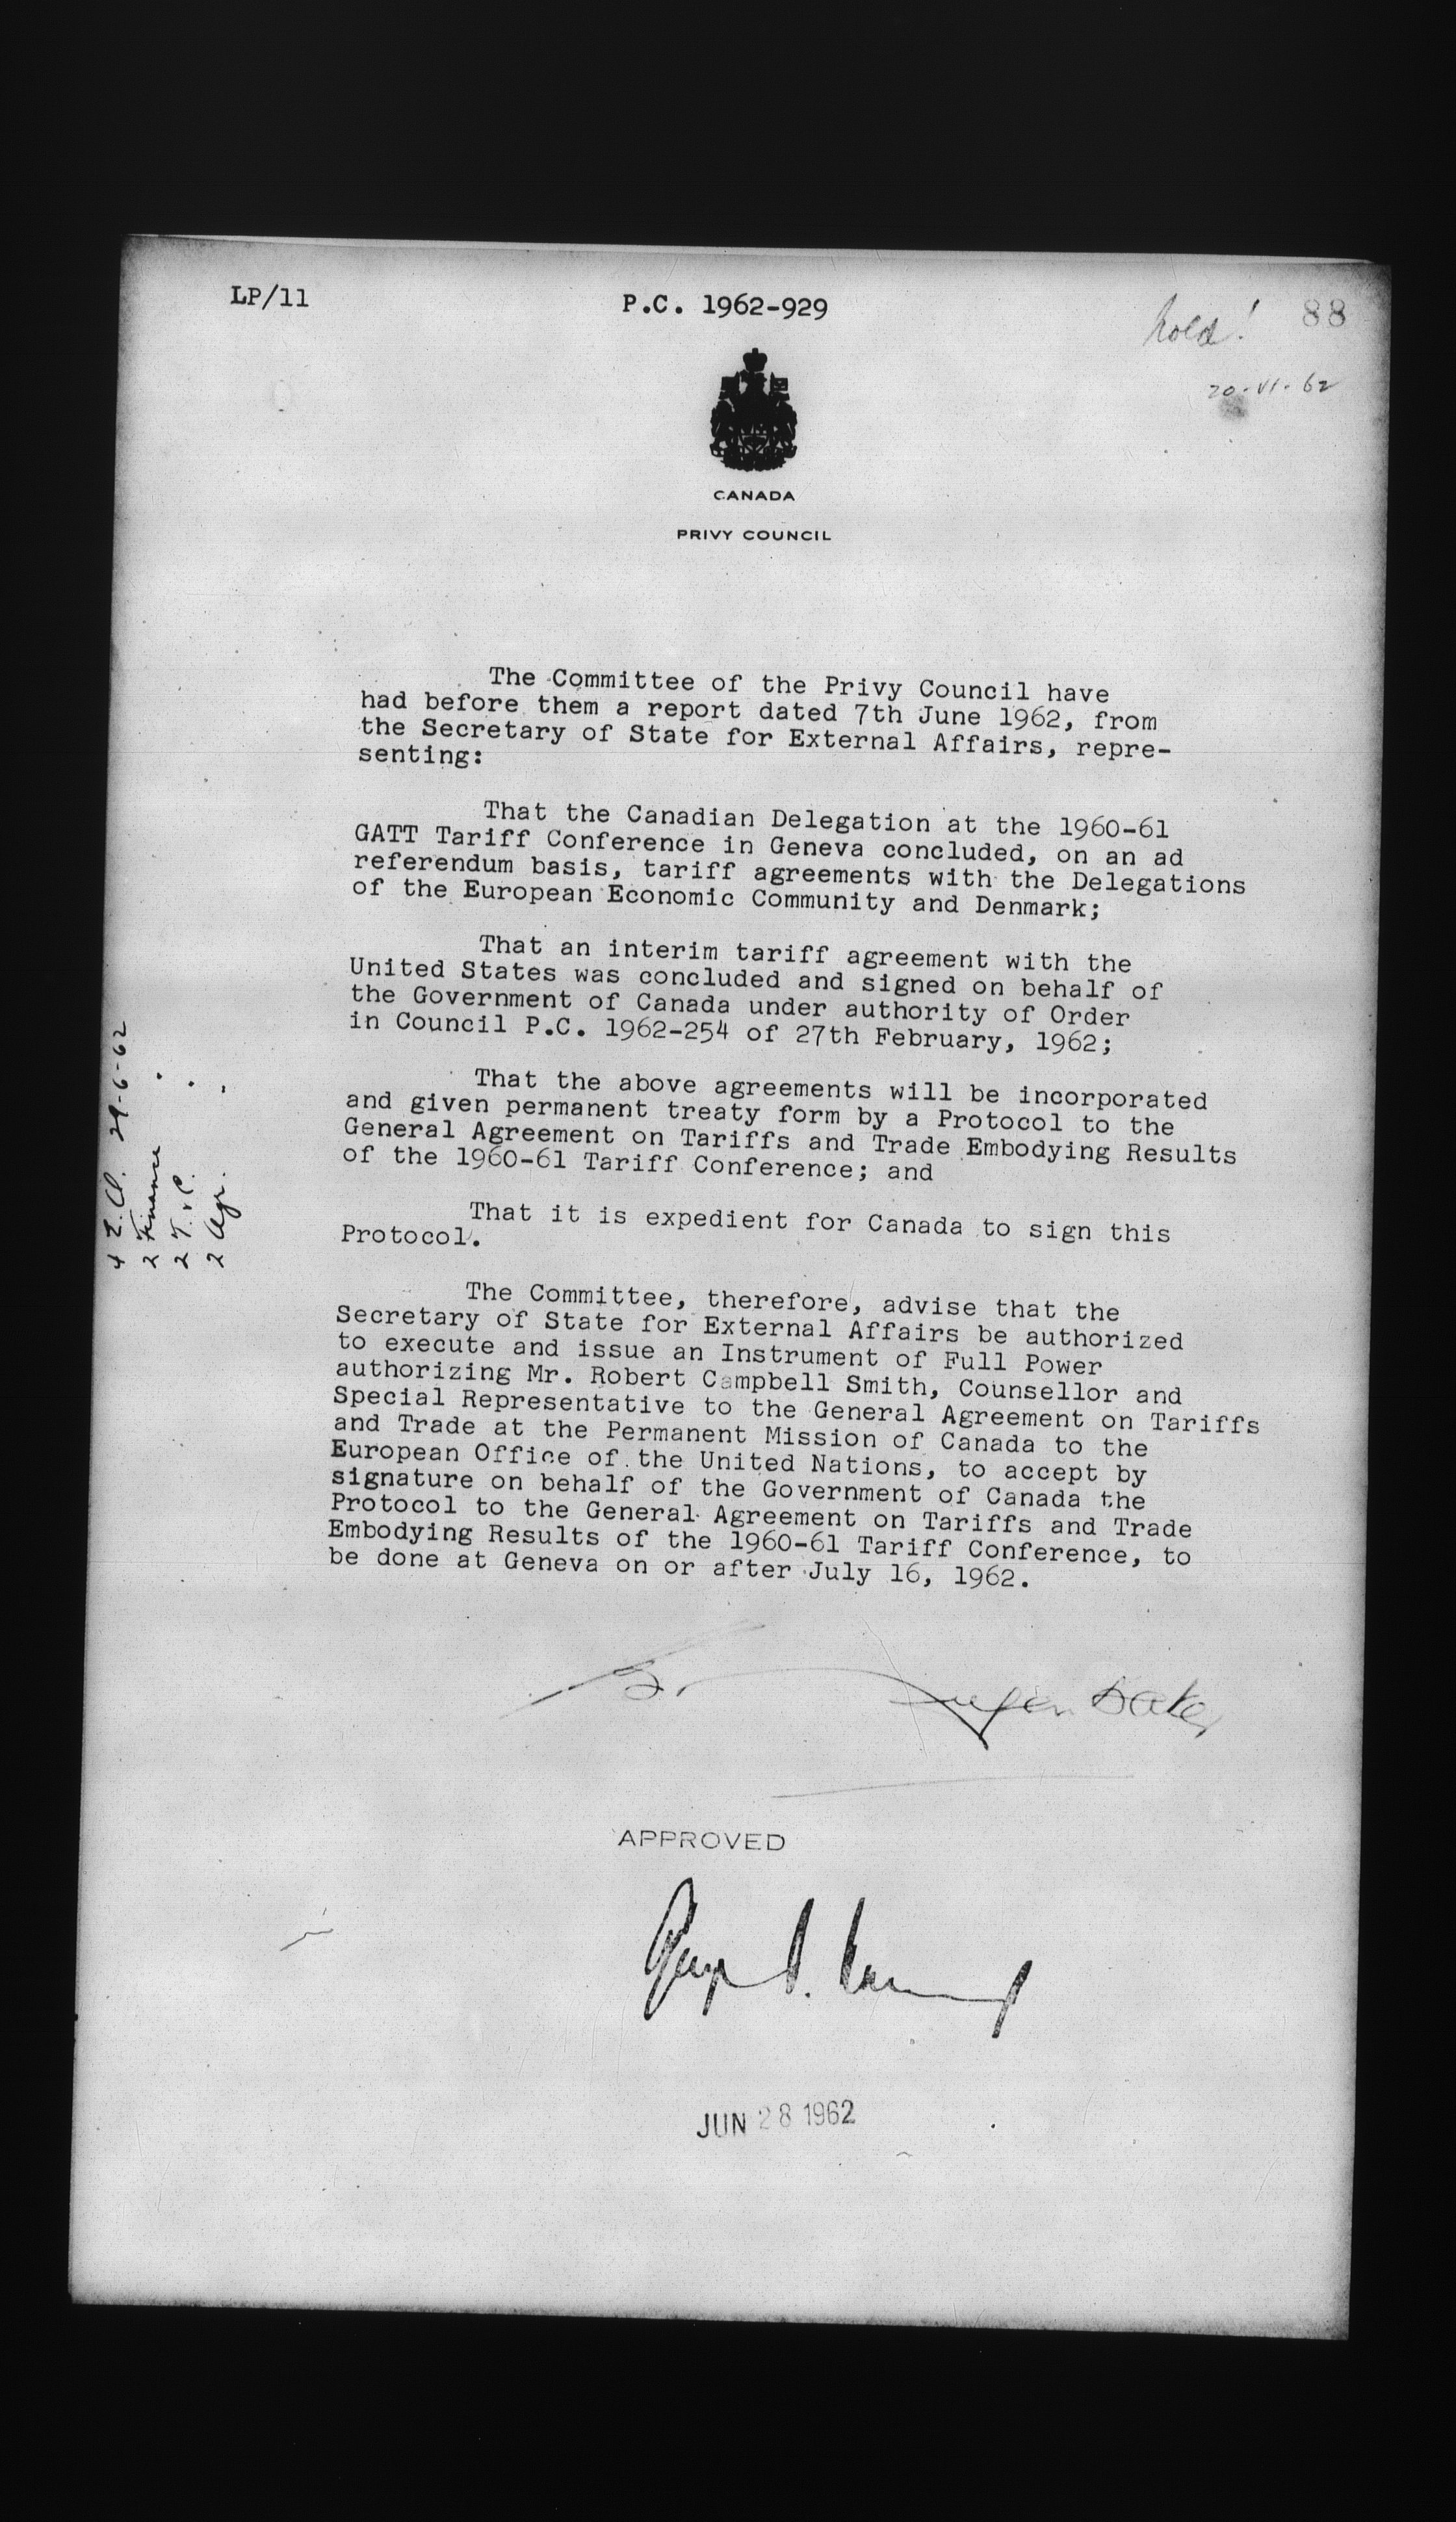 LP/11
P.C. 1962-929
hold!
88
20-VI-62
CANADA
PRIVY COUNCIL
The Committee of the Privy Council have
had before them a report dated 7th June 1962, from
the Secretary of State for External Affairs, repre-
senting:
That the Canadian Delegation at the 1960-61
GATT Tariff Conference in Geneva concluded, on an ad
referendum basis, tariff agreements with the Delegations
of the European Economic Community and Denmark;
That an interim tariff agreement with the
United States was concluded and signed on behalf of
the Government of Canada under authority of Order
in Council P.C. 1962-254 of 27th February, 1962;
That the above agreements will be incorporated
and given permanent treaty form by a Protocol to the
General Agreement on Tariffs and Trade Embodying Results
of the 1960-61 Tariff Conference; and
That it is expedient for Canada to sign this
Protocol.
The Committee, therefore, advise that the
Secretary of State for External Affairs be authorized
to execute and issue an Instrument of Full Power
authorizing Mr. Robert Campbell Smith, Counsellor and
Special Representative to the General Agreement on Tariffs
and Trade at the Permanent Mission of Canada to the
European Office of the United Nations, to accept by
signature on behalf of the Government of Canada the
Protocol to the General Agreement on Tariffs and Trade
Embodying Results of the 1960-61 Tariff Conference, to
be done at Geneva on or after July 16, 1962.
4 29-6-62
2 Finance "
2 T.&C. "
2 Agr. "
APPROVED
JUN 28 1962